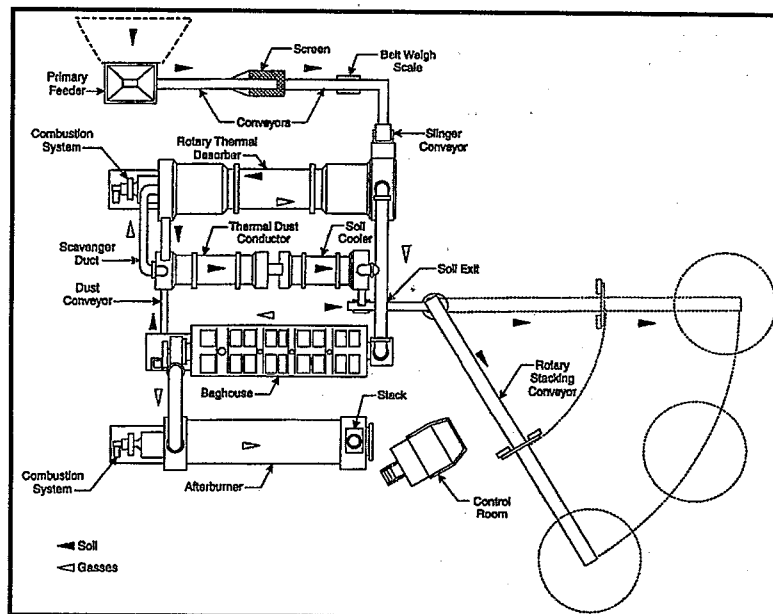 Screen
Belt Weigh
Scale
Primary
Feeder
Conveyors
Slinger
Conveyor
Combustion
System
Rotary Thermal
Desorber
Thermal Dust
Conductor
Soil
Cooler
Scavenger
Duct
Soil Exit
Dust
Conveyor
Rotary
Stacking
Conveyor
Baghouse
Stack
Combustion
System
Afterburner
Control
Room
Soil
Gasses